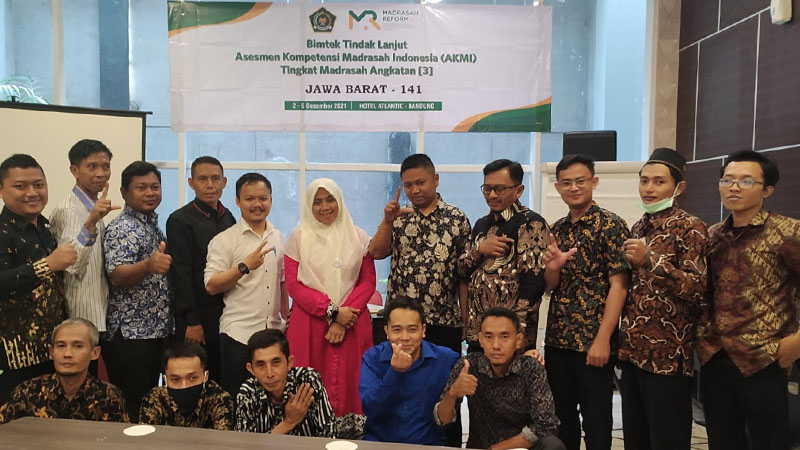 MADRASAH
REFORM
Bimtek Tindak Lanjut
Asesmen Kompetensi Madrasah Indonesia (AKMI)
Tingkat Madrasah Angkatan [3]
JAWA BARAT - 141
2 - 5 Desember 2021 | HOTEL ATLANTIC - BANDUNG